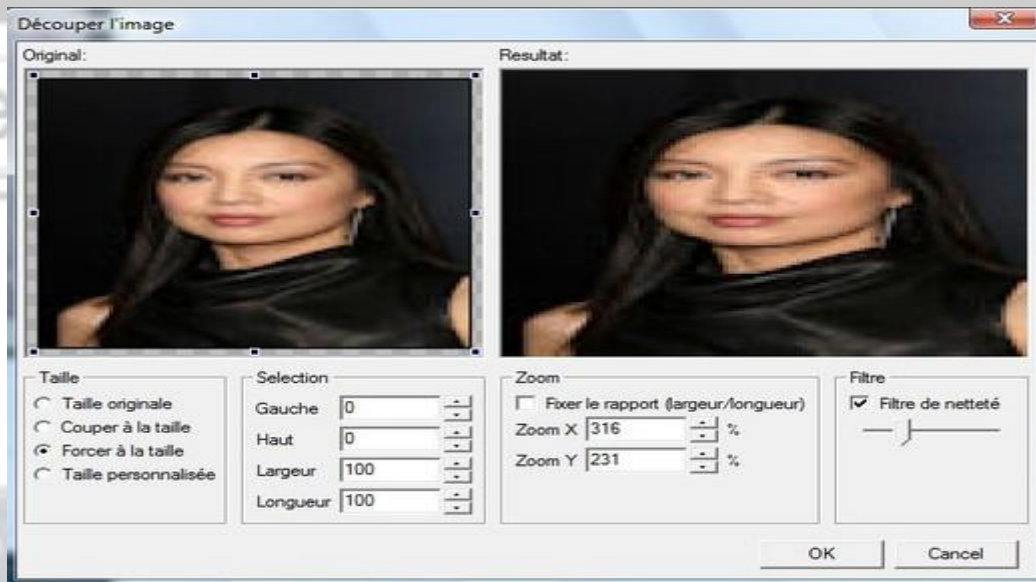 Découper l'image
Original:
Resultat:
Taille
Taille originale
Couper à la taille
Forcer à la taille
Taille personnalisée
Selection
Gauche 0
Haut 0
Largeur 100
Longueur 100
Zoom
Fixer le rapport (largeur/longueur)
Zoom X 316 %
Zoom Y 231 %
Filtre
Filtre de netteté
OK
Cancel